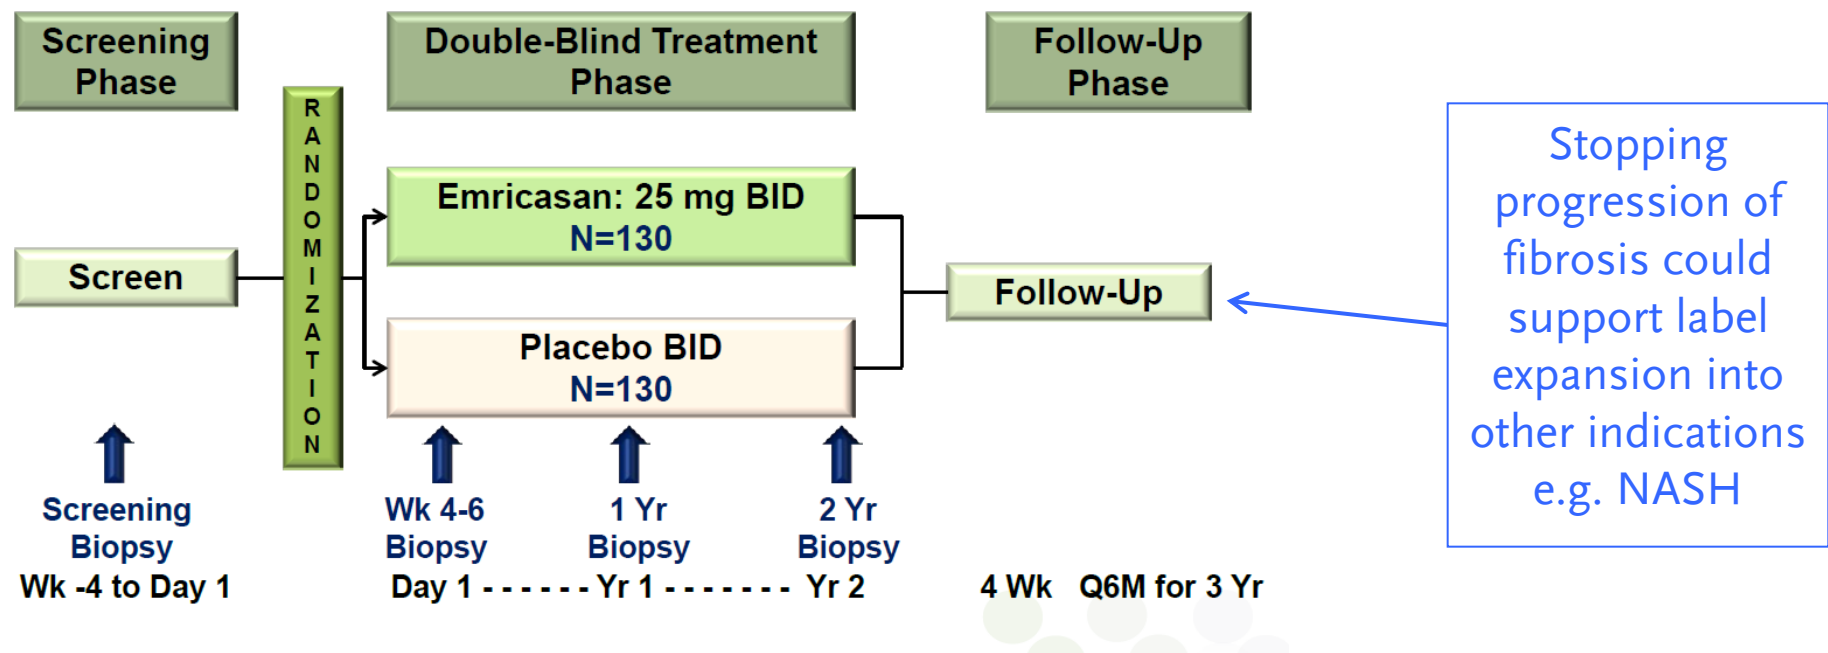 Screening
Phase
Double-Blind Treatment
Phase
Follow-Up
Phase
RANDOMIZATION
Screen
Emricasan: 25 mg BID
N=130
Placebo BID
N=130
Follow-Up
Stopping
progression of
fibrosis could
support label
expansion into
other indications
e.g. NASH
Screening
Biopsy
Wk 4-6
Biopsy
1 Yr
Biopsy
2 Yr
Biopsy
Wk -4 to Day 1
Day 1 - - - - - - Yr 1 - - - - - - - Yr 2
4 Wk Q6M for 3 Yr